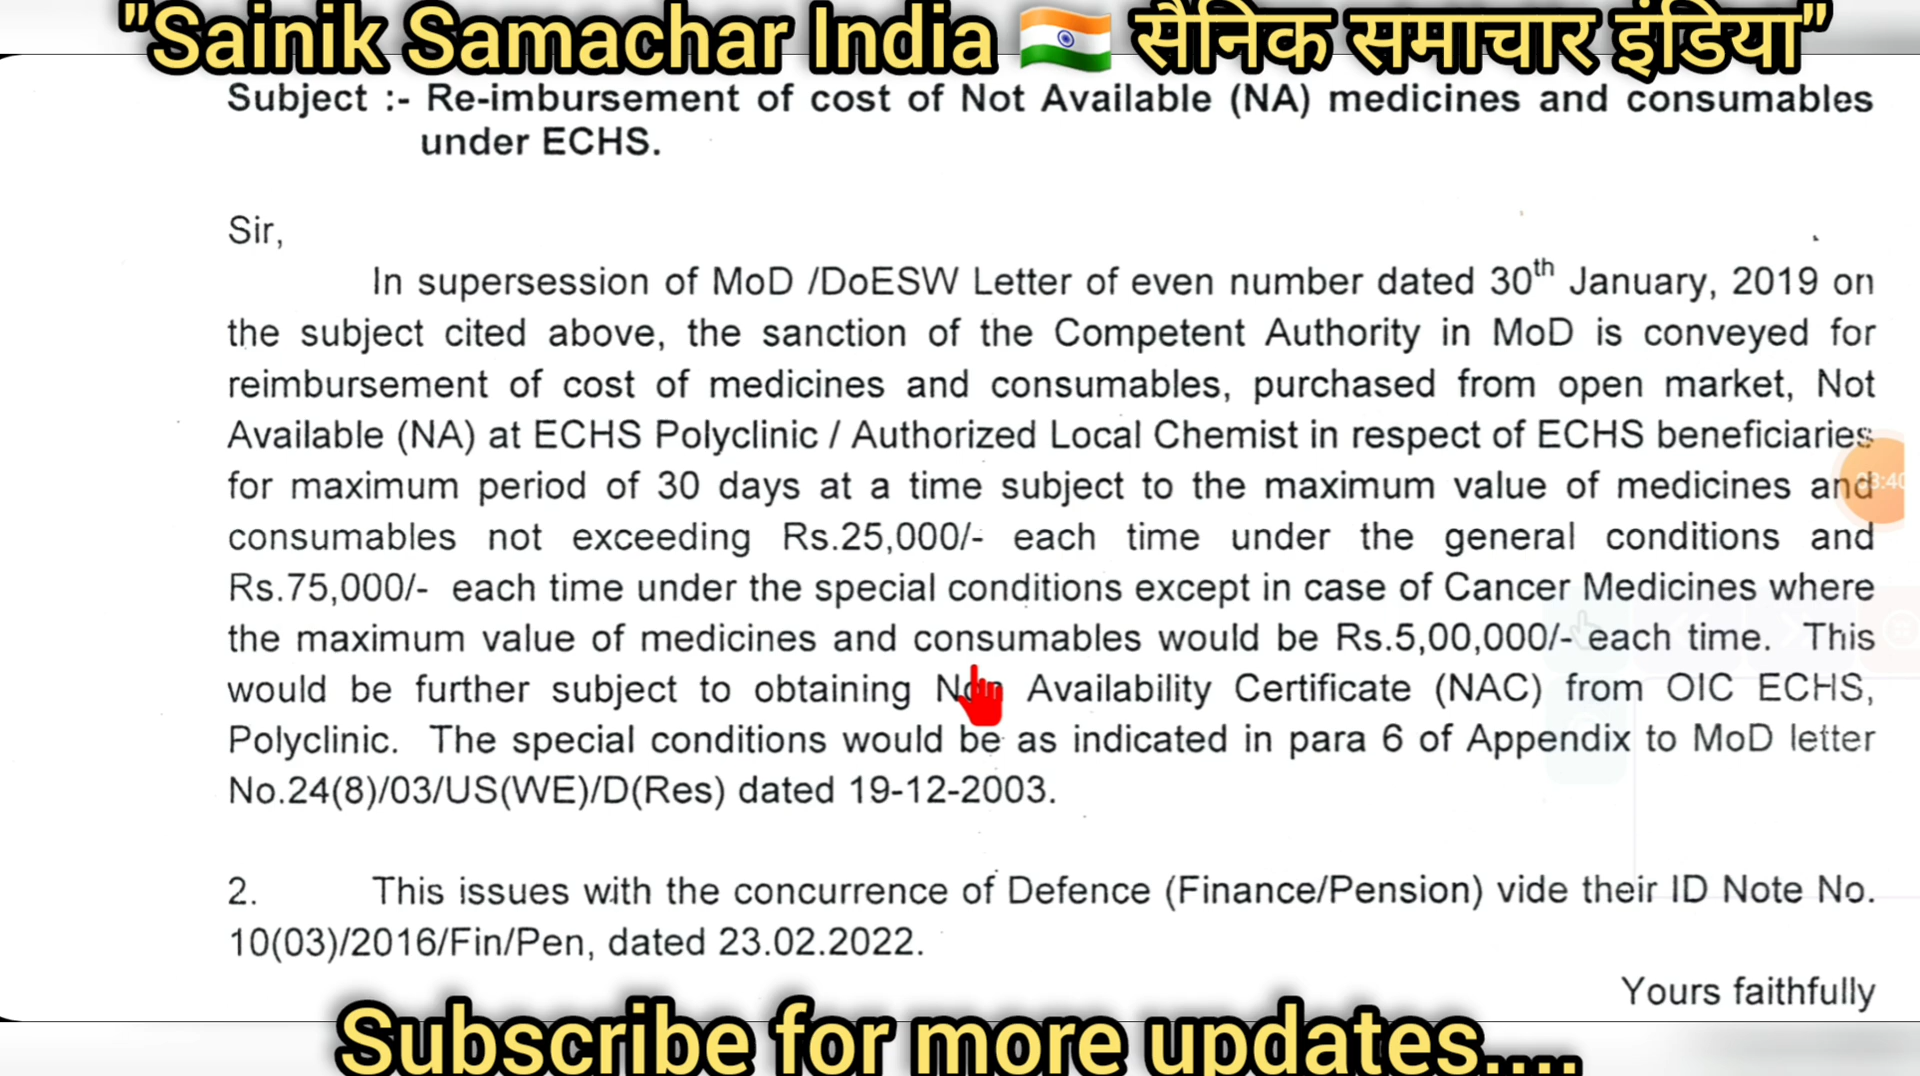 "Sainik Samachar India 🇮🇳 सैनिक समाचार इंडिया"
Subject :- Re-imbursement of cost of Not Available (NA) medicines and consumables
under ECHS.
Sir,
In supersession of MoD /DoESW Letter of even number dated 30th January, 2019 on
the subject cited above, the sanction of the Competent Authority in MoD is conveyed for
reimbursement of cost of medicines and consumables, purchased from open market, Not
Available (NA) at ECHS Polyclinic / Authorized Local Chemist in respect of ECHS beneficiaries
for maximum period of 30 days at a time subject to the maximum value of medicines and
consumables not exceeding Rs.25,000/- each time under the general conditions and
Rs.75,000/- each time under the special conditions except in case of Cancer Medicines where
the maximum value of medicines and consumables would be Rs.5,00,000/- each time. This
would be further subject to obtaining Non Availability Certificate (NAC) from OIC ECHS,
Polyclinic. The special conditions would be as indicated in para 6 of Appendix to MoD letter
No.24(8)/03/US(WE)/D(Res) dated 19-12-2003.
2. This issues with the concurrence of Defence (Finance/Pension) vide their ID Note No.
10(03)/2016/Fin/Pen, dated 23.02.2022.
Yours faithfully
Subscribe for more updates....